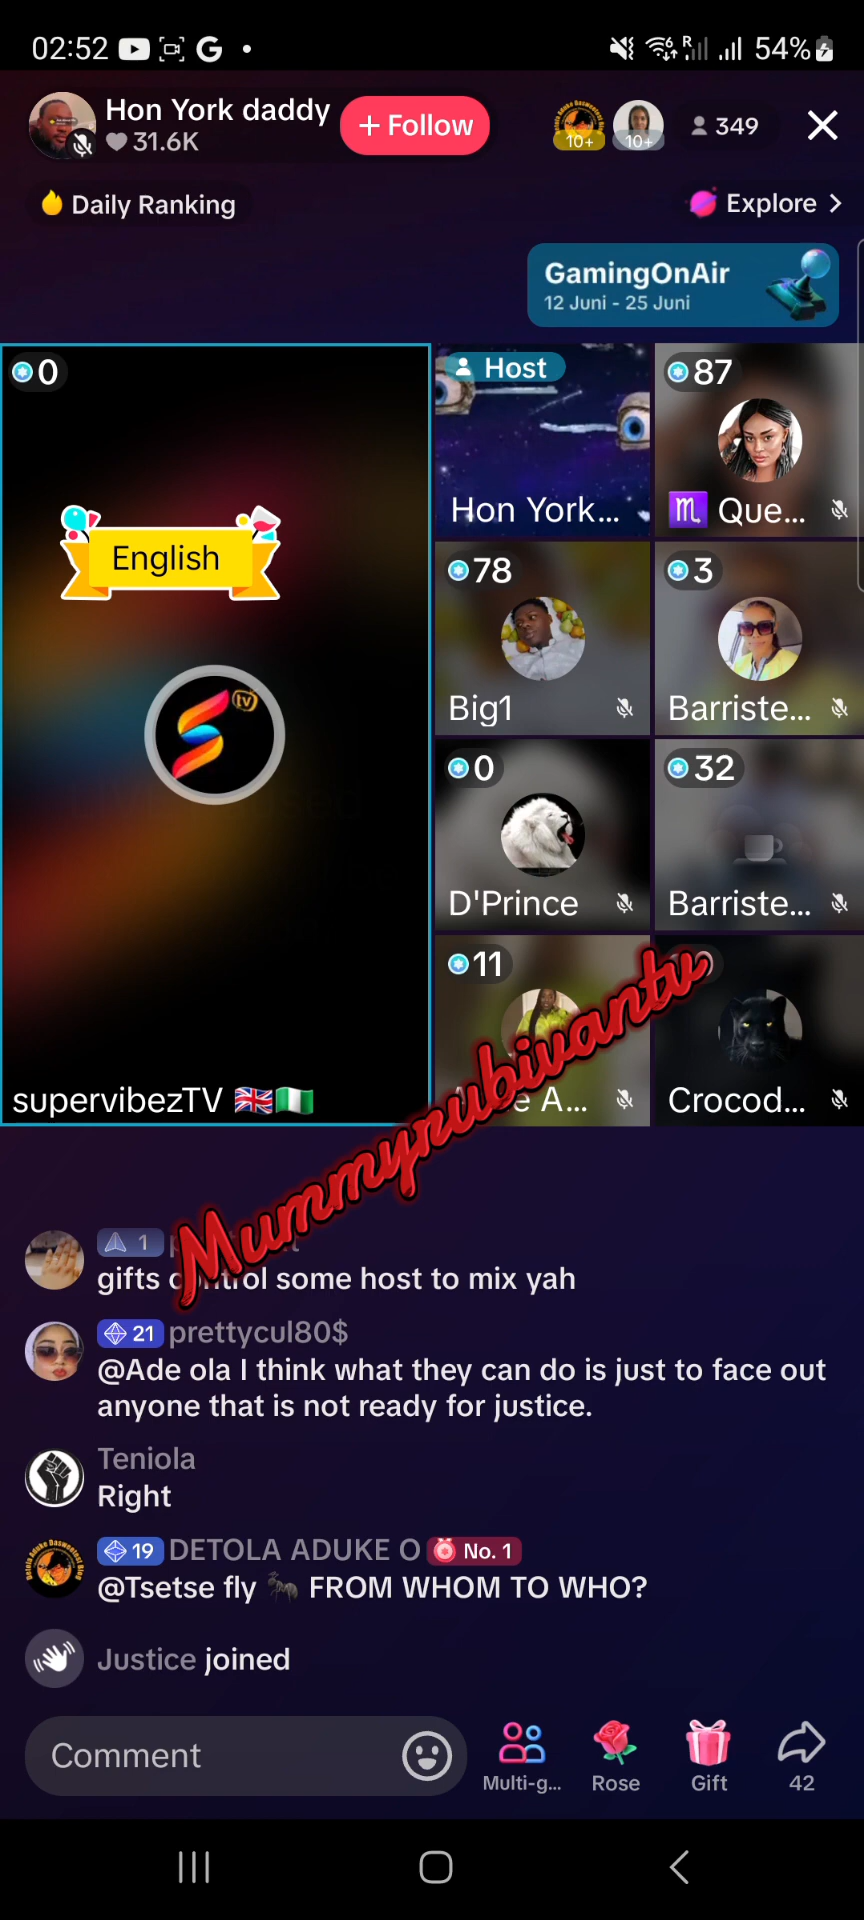 02:52 G 54%
Hon York daddy
31.6K
+ Follow
10+
10+
349
Daily Ranking
Explore >
GamingOnAir
12 Juni - 25 Juni
0
English
tv
supervibezTV 🇬🇧🇳🇬
Host
Hon York...
87
♏ Que...
78
Big1
3
Barriste...
0
D'Prince
32
Barriste...
11
e A...
Crocod...
Mummyrubivantv
1
gifts control some host to mix yah
21 prettycul80$
@Ade ola I think what they can do is just to face out
anyone that is not ready for justice.
Teniola
Right
19 DETOLA ADUKE O No. 1
@Tsetse fly 🐜 FROM WHOM TO WHO?
Justice joined
Comment
Multi-g...
Rose
Gift
42